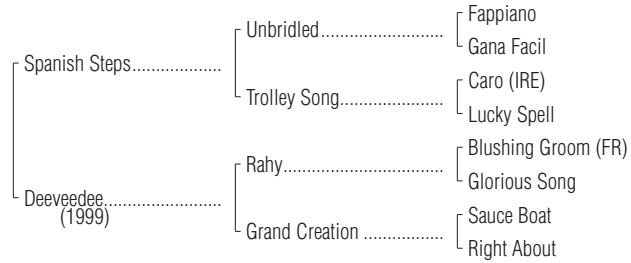 Fappiano
Unbridled
Gana Facil
Spanish Steps
Caro (IRE)
Trolley Song
Lucky Spell
Blushing Groom (FR)
Rahy
Glorious Song
Deeveedee
(1999)
Sauce Boat
Grand Creation
Right About